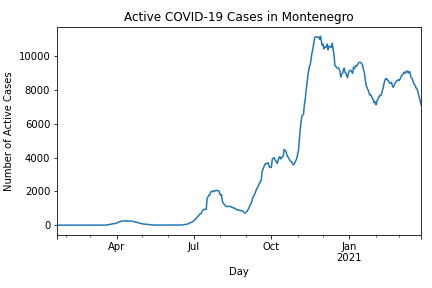 Active COVID-19 Cases in Montenegro
Number of Active Cases
10000
8000
6000
4000
2000
0
Apr
Jul
Oct
Jan
2021
Day